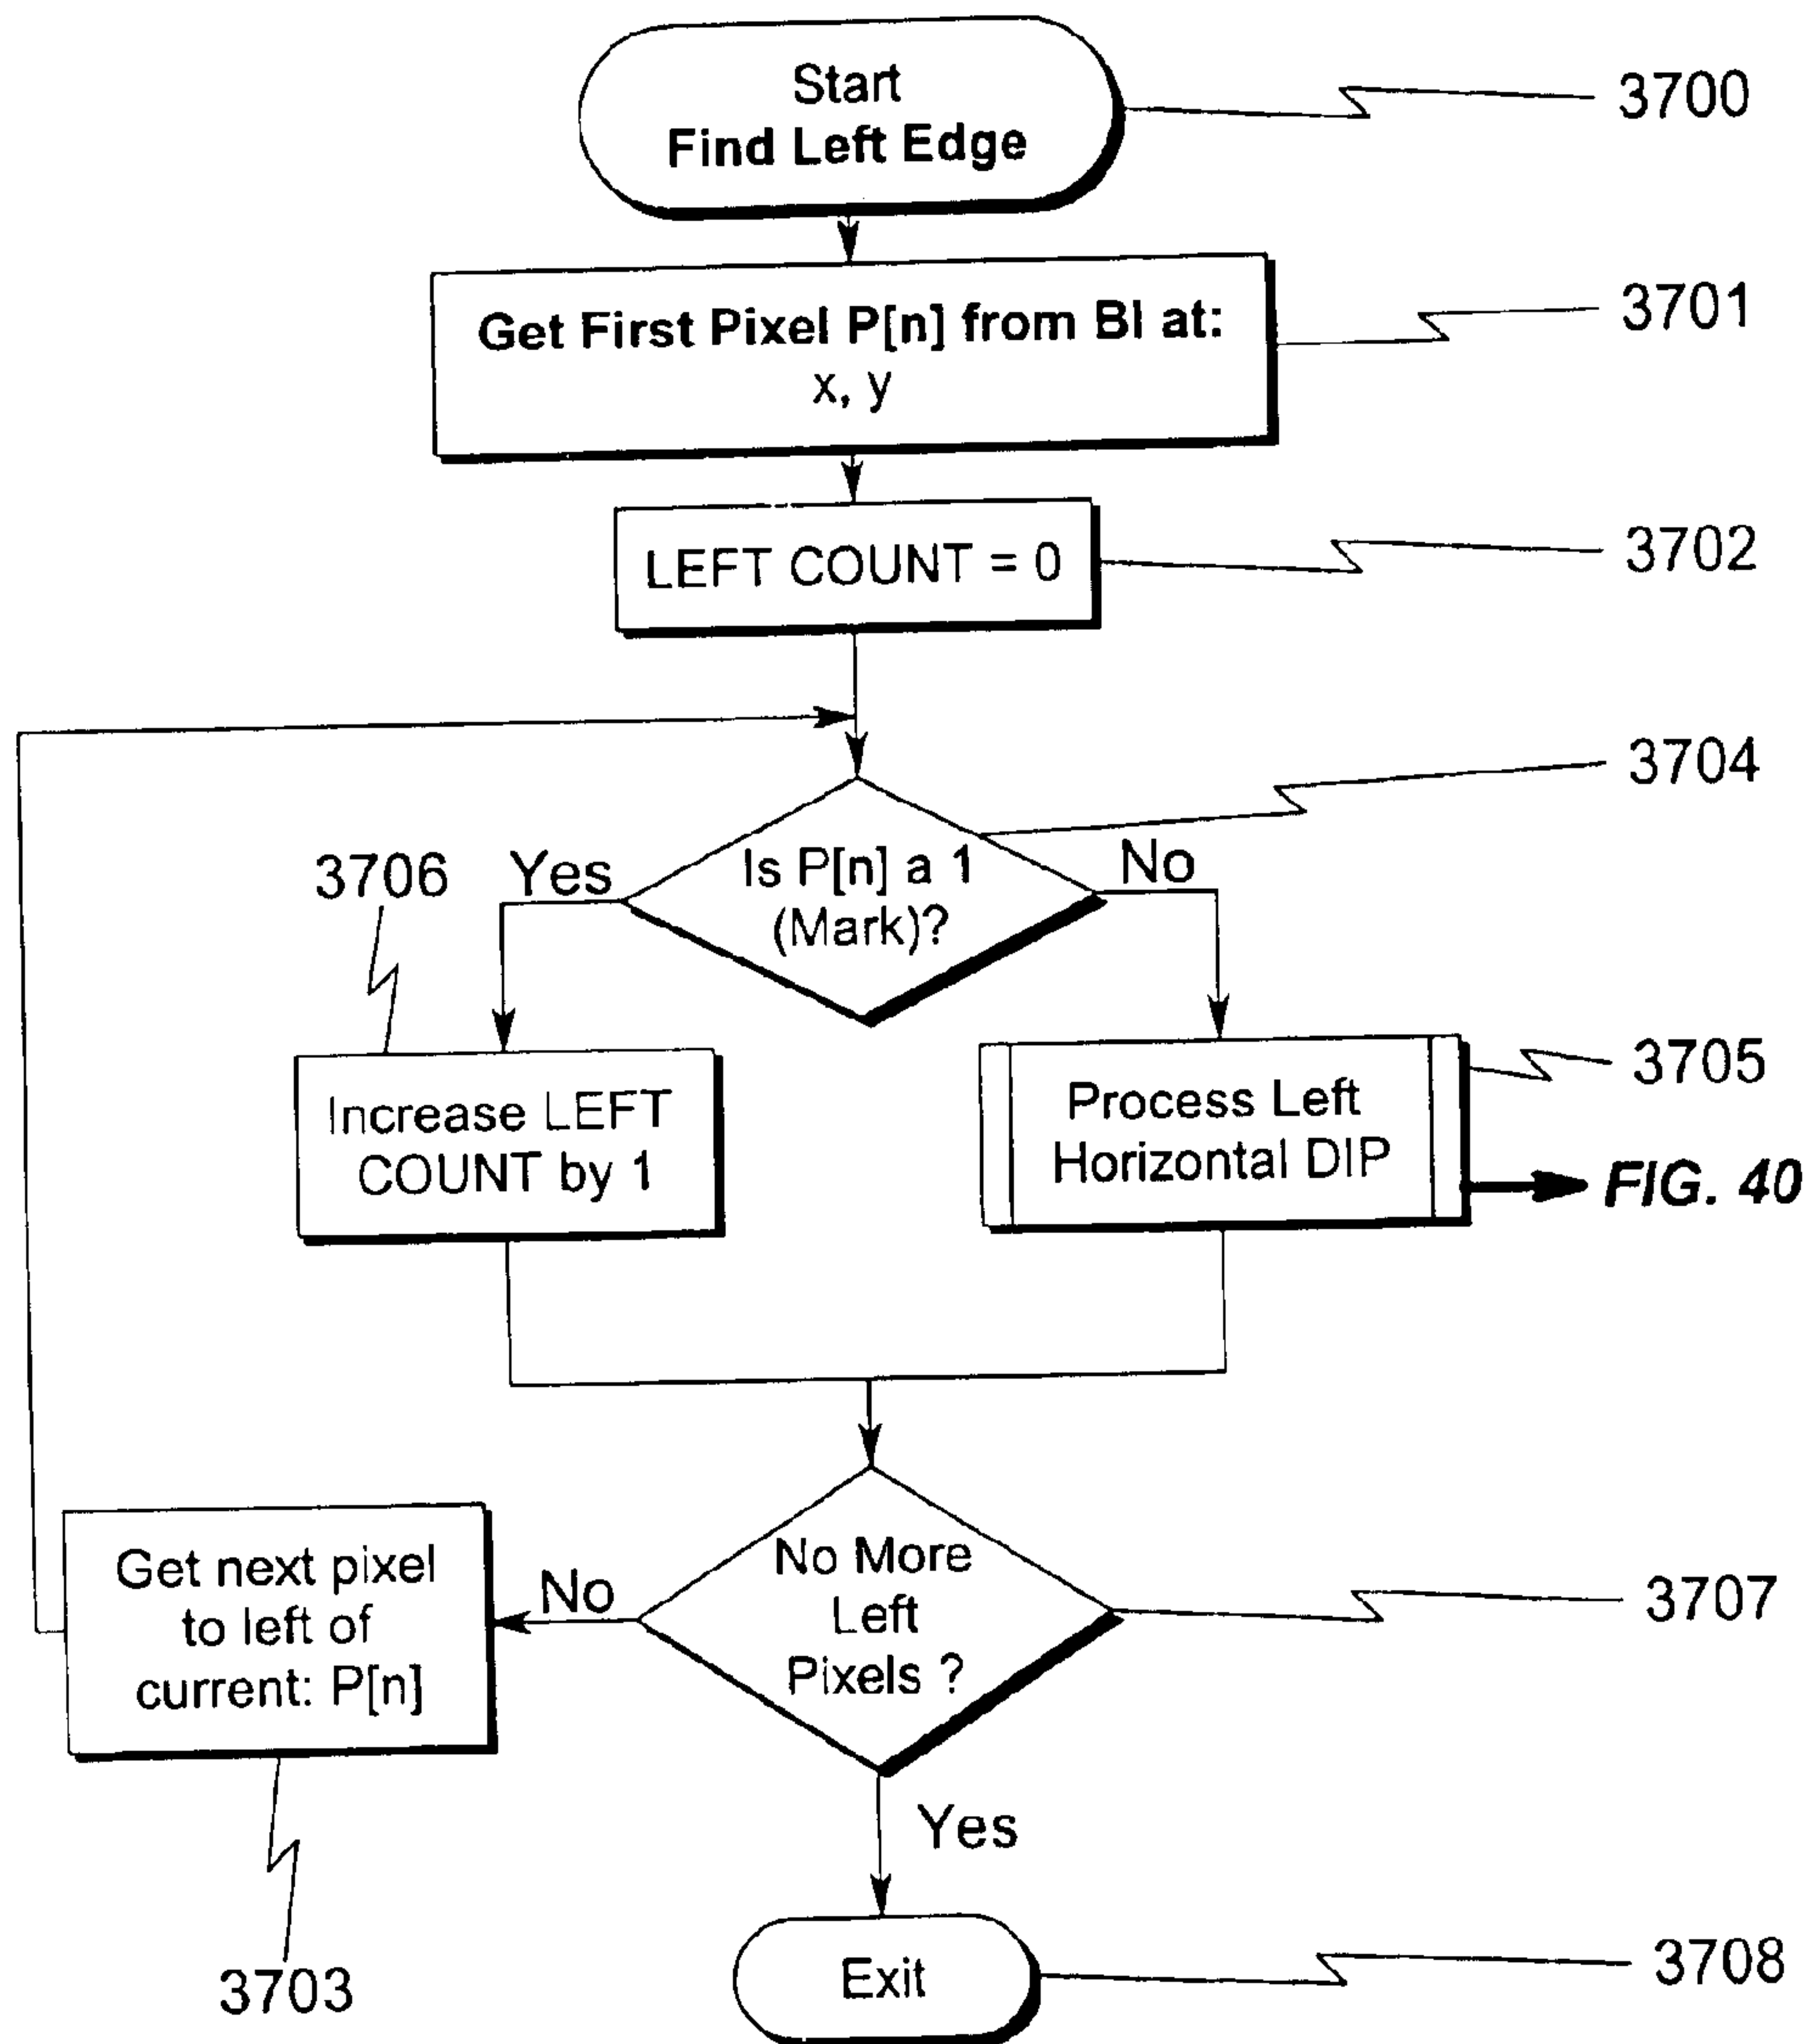 Start
Find Left Edge
3700
Get First Pixel P[n] from BI at:
x, y
3701
LEFT COUNT = 0
3702
3704
Is P[n] a 1
(Mark)?
Yes
No
3706
Increase LEFT
COUNT by 1
Process Left
Horizontal DIP
3705
FIG. 40
No More
Left
Pixels ?
3707
No
Get next pixel
to left of
current: P[n]
3703
Yes
Exit
3708